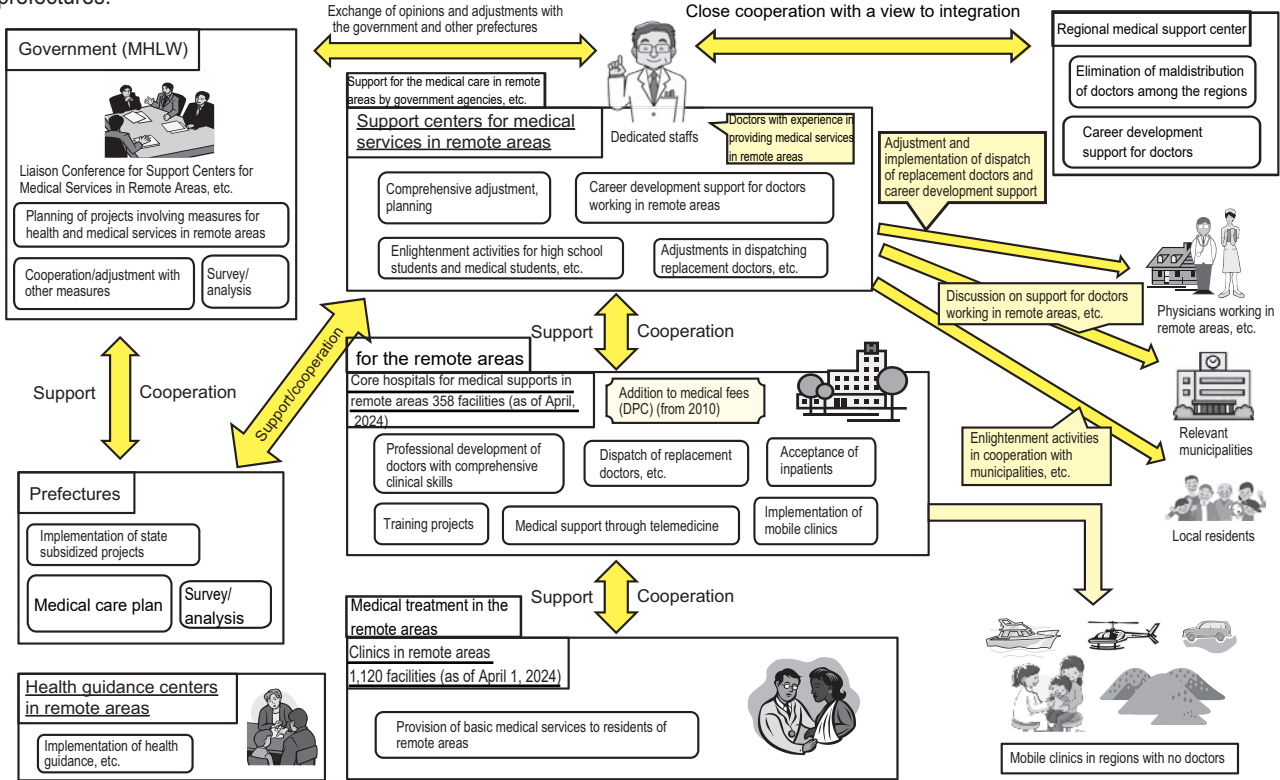 prefectures.
Exchange of opinions and adjustments with
the government and other prefectures
Close cooperation with a view to integration
Government (MHLW)
Liaison Conference for Support Centers for
Medical Services in Remote Areas, etc.
Planning of projects involving measures for
health and medical services in remote areas
Cooperation/adjustment with
other measures
Survey/
analysis
Support for the medical care in remote
areas by government agencies, etc.
Support centers for medical
services in remote areas
Dedicated staffs
Doctors with experience in
providing medical services
in remote areas
Comprehensive adjustment,
planning
Career development support for doctors
working in remote areas
Enlightenment activities for high school
students and medical students, etc.
Adjustments in dispatching
replacement doctors, etc.
Regional medical support center
Elimination of maldistribution
of doctors among the regions
Career development
support for doctors
Adjustment and
implementation of dispatch
of replacement doctors and
career development support
Physicians working in
remote areas, etc.
Discussion on support for doctors
working in remote areas, etc.
Relevant
municipalities
Enlightenment activities
in cooperation with
municipalities, etc.
Local residents
Support
Cooperation
Support/cooperation
Support
Cooperation
for the remote areas
Core hospitals for medical supports in
remote areas 358 facilities (as of April,
2024)
Addition to medical fees
(DPC) (from 2010)
H
Professional development of
doctors with comprehensive
clinical skills
Dispatch of replacement
doctors, etc.
Acceptance of
inpatients
Training projects
Medical support through telemedicine
Implementation of
mobile clinics
Prefectures
Implementation of state
subsidized projects
Medical care plan
Survey/
analysis
Support
Cooperation
Medical treatment in the
remote areas
Clinics in remote areas
1,120 facilities (as of April 1, 2024)
Provision of basic medical services to residents of
remote areas
Health guidance centers
in remote areas
Implementation of health
guidance, etc.
Mobile clinics in regions with no doctors